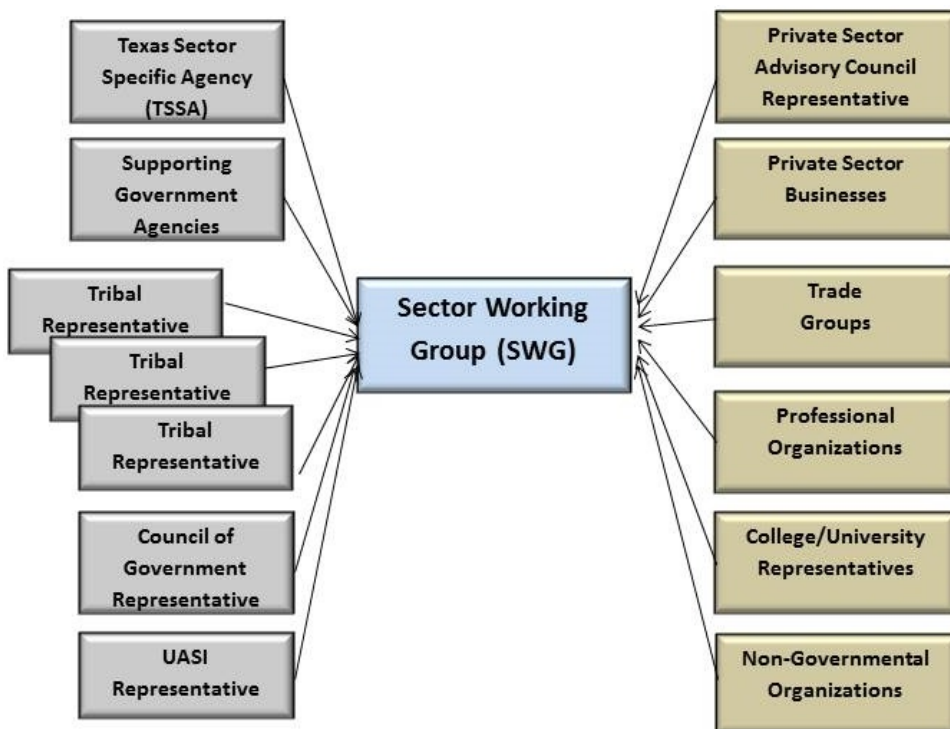 Texas Sector
Specific Agency
(TSSA)
Supporting
Government
Agencies
Tribal
Representative
Tribal
Representative
Tribal
Representative
Council of
Government
Representative
UASI
Representative
Sector Working
Group (SWG)
Private Sector
Advisory Council
Representative
Private Sector
Businesses
Trade
Groups
Professional
Organizations
College/University
Representatives
Non-Governmental
Organizations